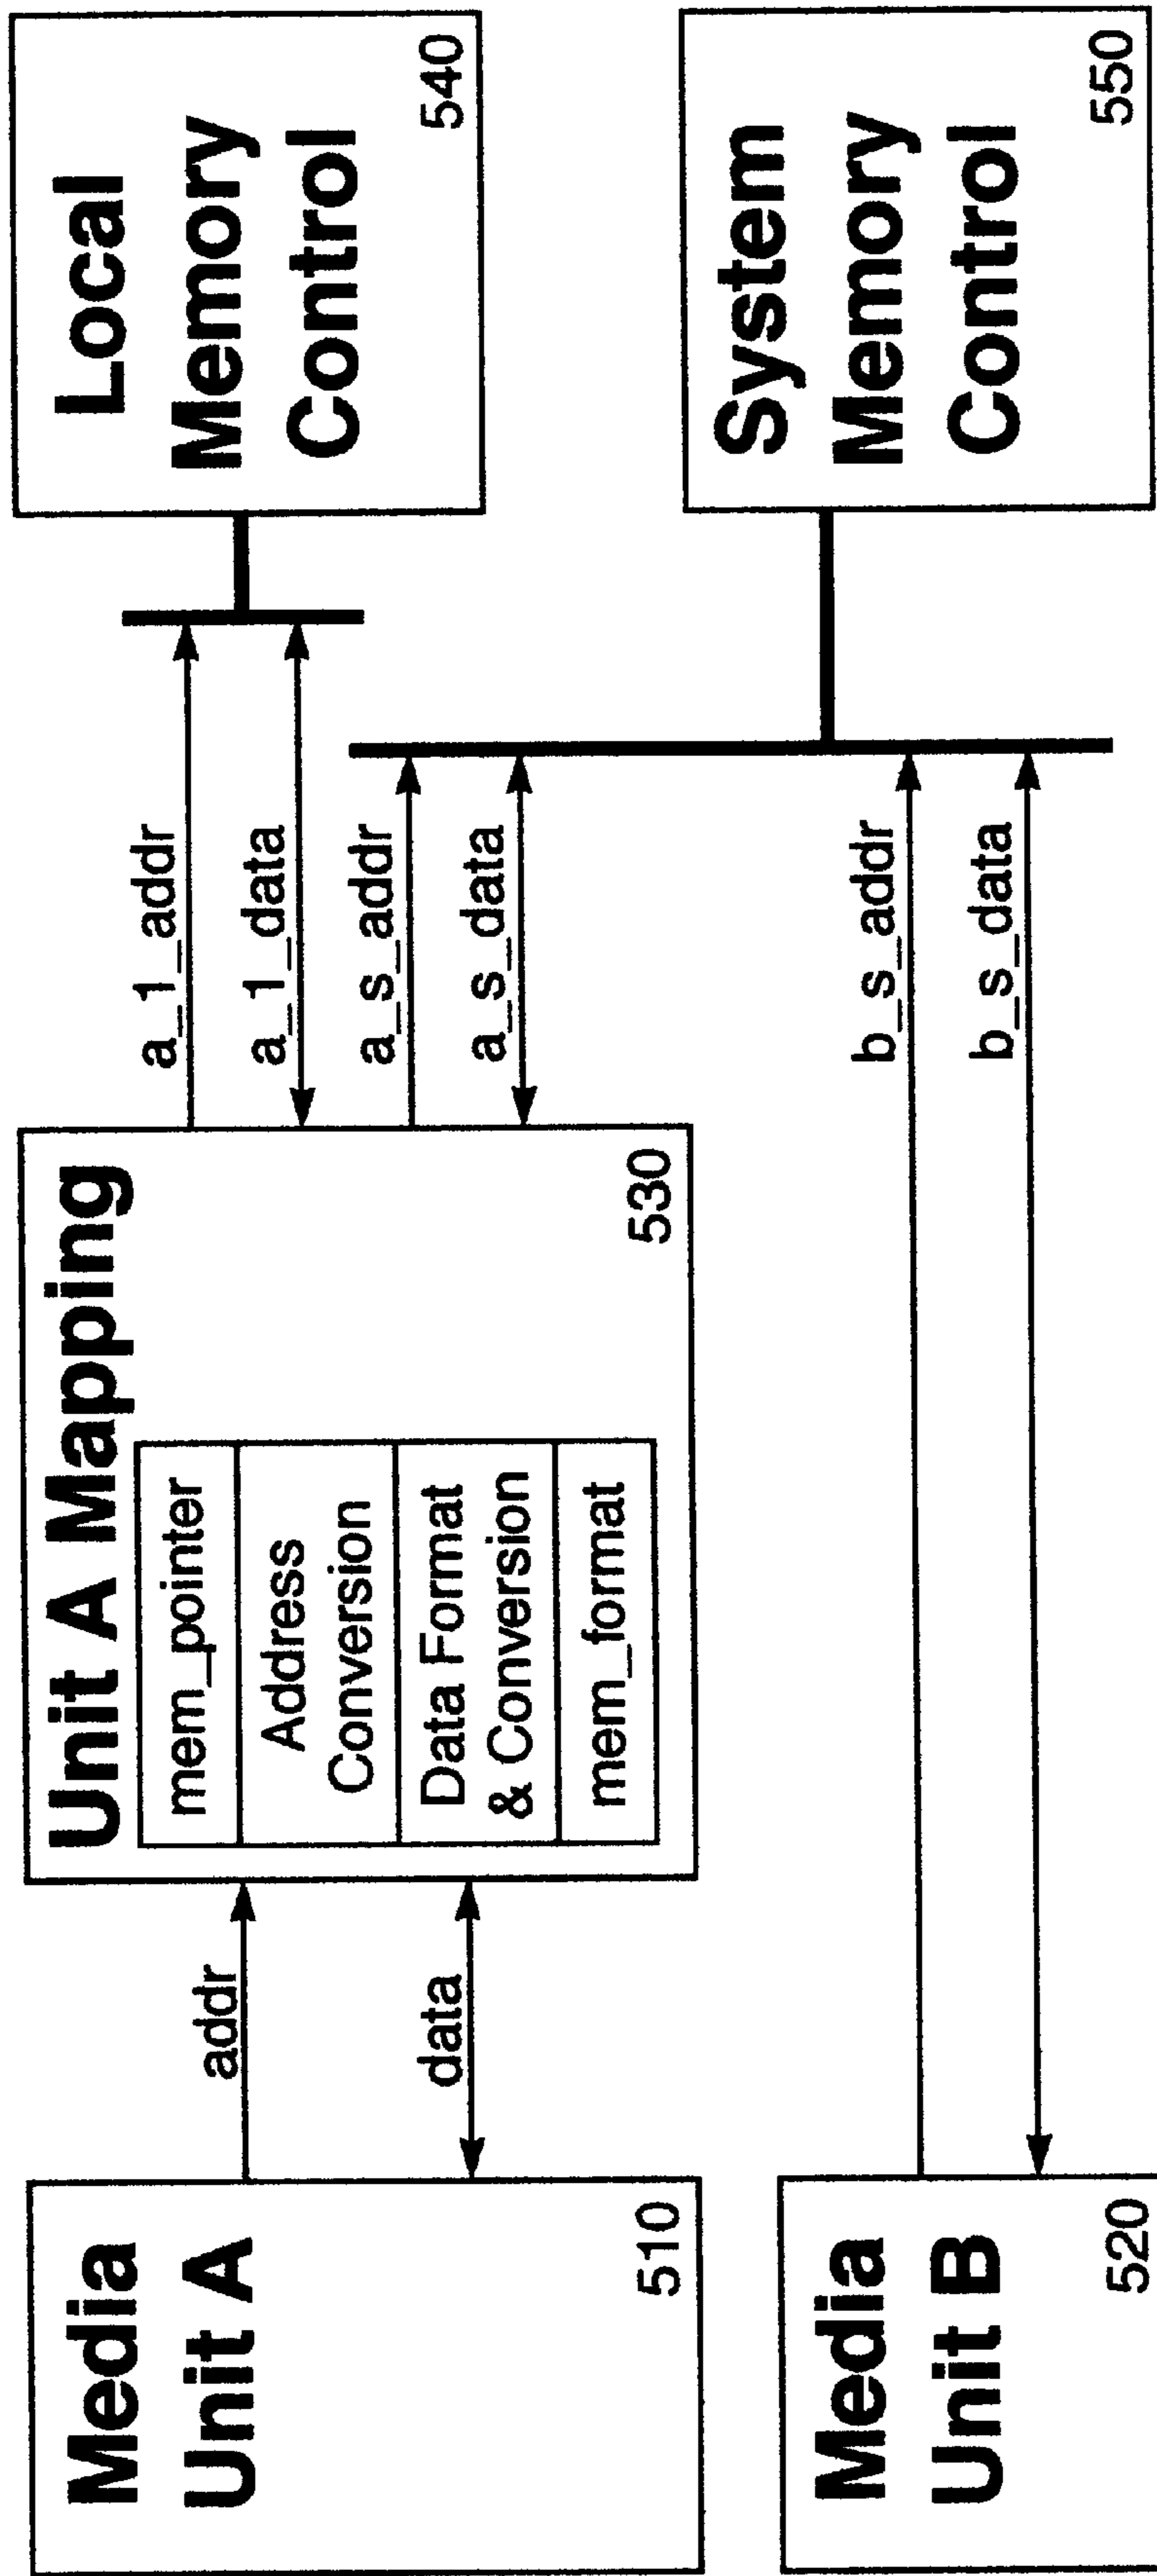 Media
Unit A
510
addr
data
Unit A Mapping
mem_pointer
Address
Conversion
Data Format
& Conversion
mem_format
530
a_1_addr
a_1_data
a_s_addr
a_s_data
Local
Memory
Control
540
Media
Unit B
520
b_s_addr
b_s_data
System
Memory
Control
550